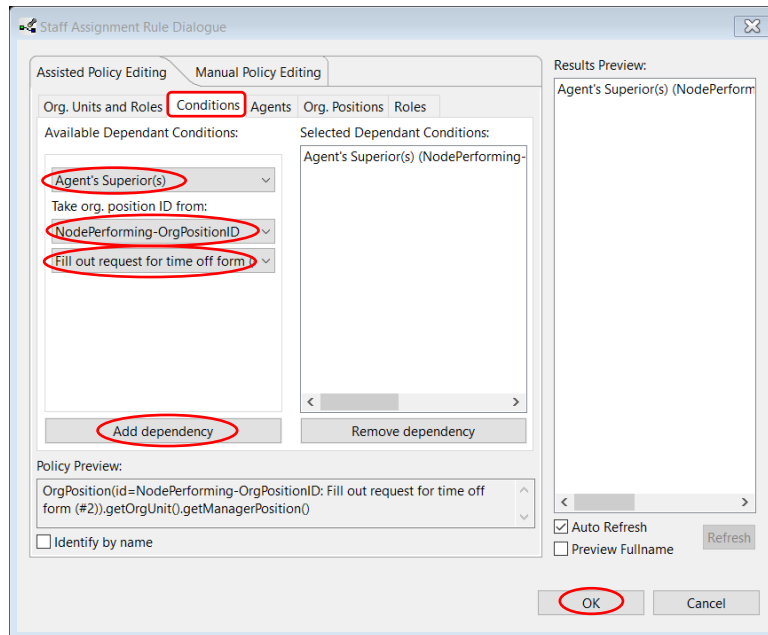 Staff Assignment Rule Dialogue
Assisted Policy Editing
Manual Policy Editing
Org. Units and Roles
Conditions
Agents
Org. Positions
Roles
Available Dependant Conditions:
Agent's Superior(s)
Take org. position ID from:
NodePerforming-OrgPositionID
Fill out request for time off form (
Add dependency
Selected Dependant Conditions:
Agent's Superior(s) (NodePerforming-
Remove dependency
Policy Preview:
OrgPosition(id=NodePerforming-OrgPositionID: Fill out request for time off
form (#2)).getOrgUnit().getManagerPosition()
Identify by name
Results Preview:
Agent's Superior(s) (NodePerform
Auto Refresh
Preview Fullname
Refresh
OK
Cancel